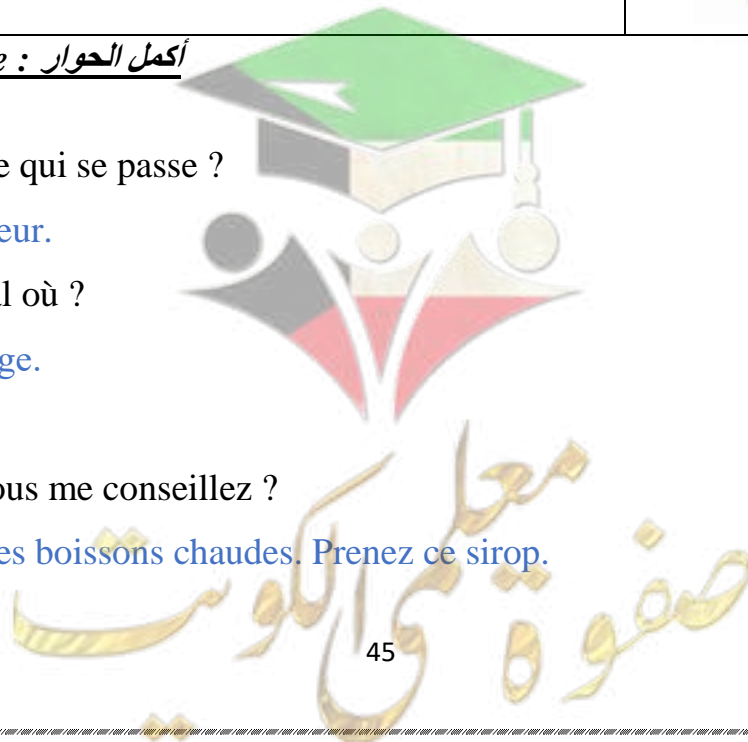 e : أكمل الحوار
e qui se passe ?
eur.
l où ?
ge.
ous me conseillez ?
es boissons chaudes. Prenez ce sirop.
صفوة معلمى الكويت
45